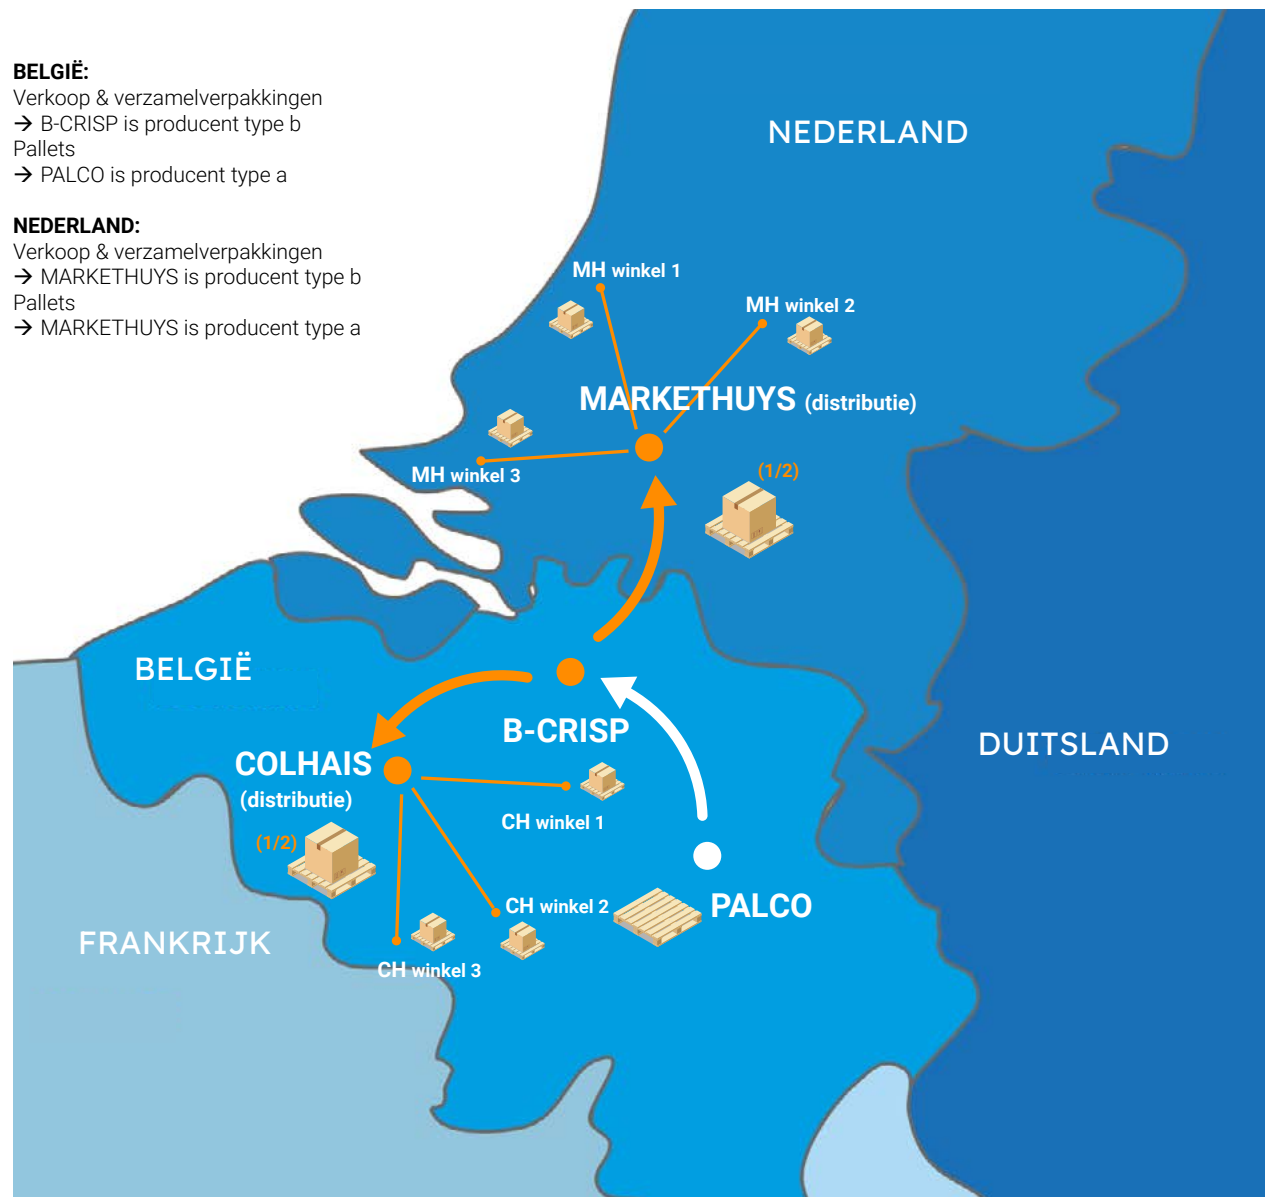 BELGIË:
Verkoop & verzamelverpakkingen
→ B-CRISP is producent type b
Pallets
→ PALCO is producent type a
NEDERLAND:
Verkoop & verzamelverpakkingen
→ MARKETHUYS is producent type b
Pallets
→ MARKETHUYS is producent type a
NEDERLAND
MH winkel 1
MH winkel 2
MARKETHUYS (distributie)
MH winkel 3
(1/2)
BELGIË
B-CRISP
DUITSLAND
COLHAIS
(distributie)
CH winkel 1
(1/2)
CH winkel 2
PALCO
FRANKRIJK
CH winkel 3